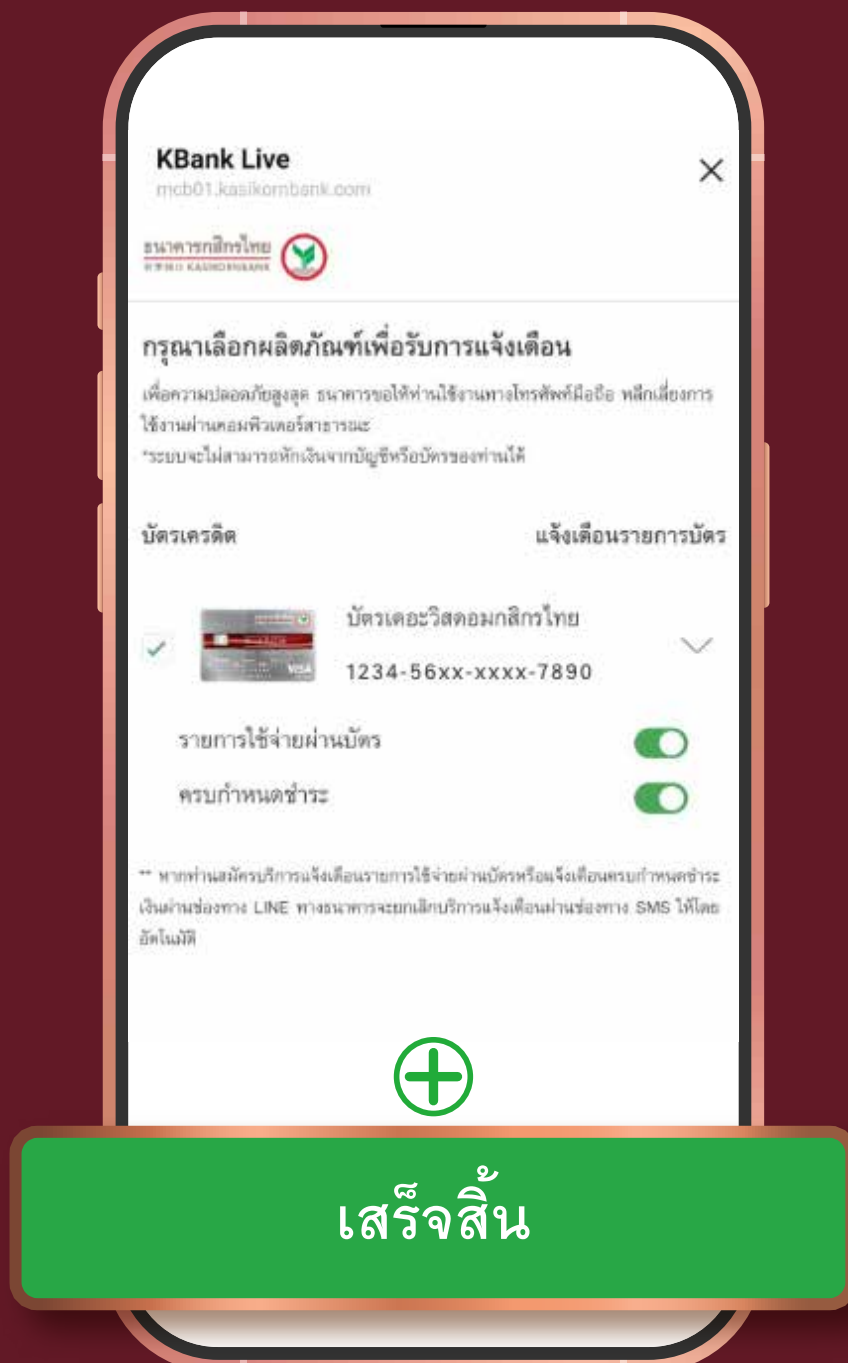 KBank Live
mcb01.kasikornbank.com
ธนาคารกสิกรไทย
KASIKORNBANK
กรุณาเลือกผลิตภัณฑ์เพื่อรับการแจ้งเตือน
เพื่อความปลอดภัยสูงสุด ธนาคารขอให้ท่านใช้งานทางโทรศัพท์มือถือ หลีกเลี่ยงการ
ใช้งานผ่านคอมพิวเตอร์สาธารณะ
*ระบบจะไม่สามารถหักเงินจากบัญชีหรือบัตรของท่านได้
บัตรเครดิต แจ้งเตือนรายการบัตร
บัตรเดอะวิสดอมกสิกรไทย
VISA
1234-56xx-xxxx-7890
รายการใช้จ่ายผ่านบัตร
ครบกำหนดชำระ
** หากท่านสมัครบริการแจ้งเตือนรายการใช้จ่ายผ่านบัตรหรือแจ้งเตือนครบกำหนดชำระ
เงินผ่านช่องทาง LINE ทางธนาคารจะยกเลิกบริการแจ้งเตือนผ่านช่องทาง SMS ให้โดย
อัตโนมัติ
เสร็จสิ้น